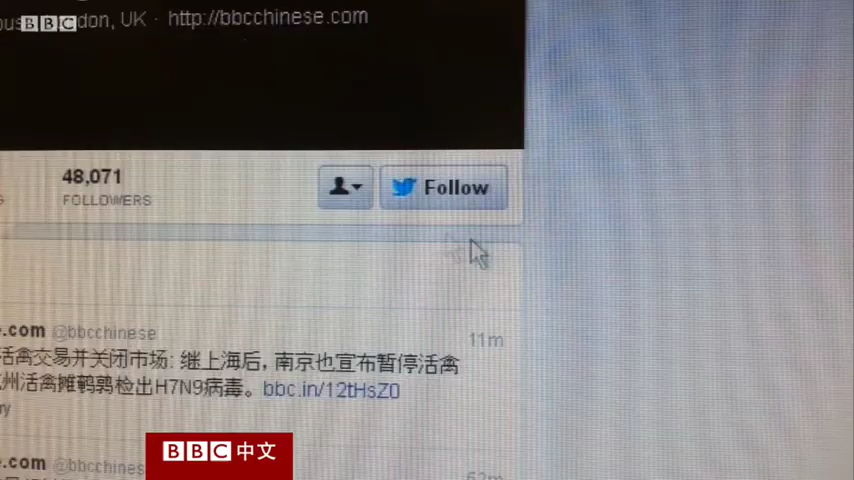 BBC
don, UK · http://bbcchinese.com
48,071
FOLLOWERS
Follow
e.com @bbcchinese
11m
活禽交易并关闭市场: 继上海后, 南京也宣布暂停活禽
州活禽摊鹌鹑检出H7N9病毒。bbc.in/12tHsZ0
e.com @bbcchines
BBC 中文